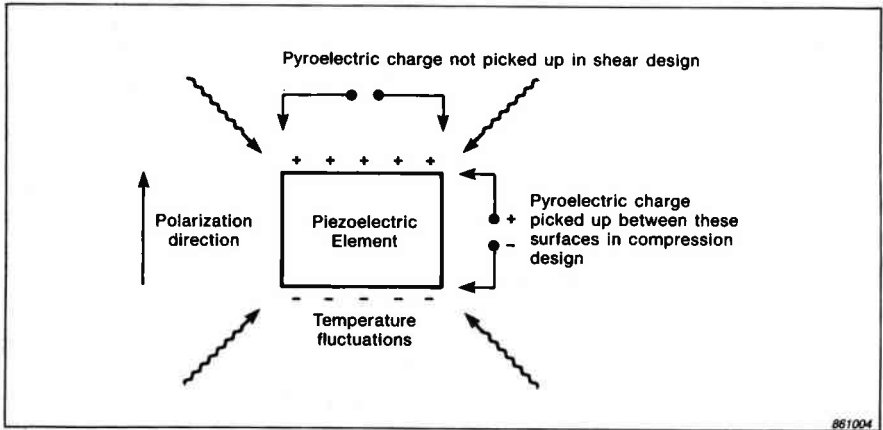 Pyroelectric charge not picked up in shear design
+ + + + +
Polarization
direction
Piezoelectric
Element
Pyroelectric charge
+ picked up between these
- surfaces in compression
design
- - - - -
Temperature
fluctuations
861004